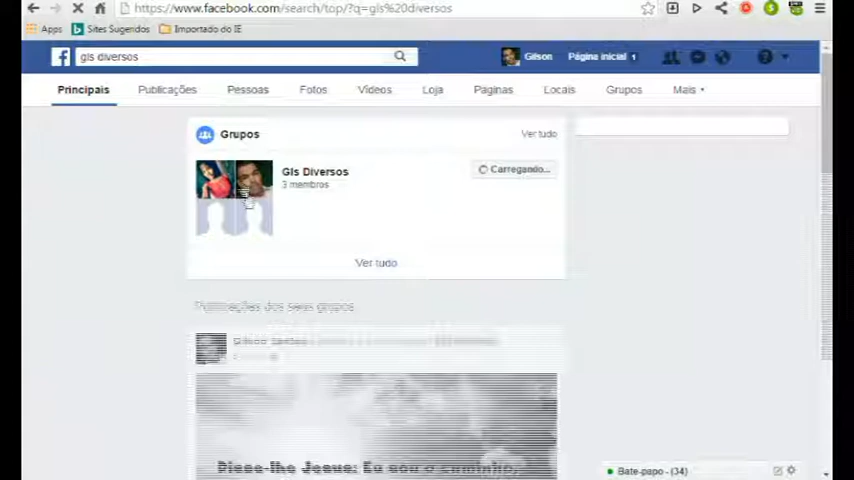 https://www.facebook.com/search/top/?q=gls%20diversos
Apps Sites Sugeridos Importado do IE
gls diversos Gilson Página inicial 1
Principais Publicações Pessoas Fotos Vídeos Loja Páginas Locais Grupos Mais
Grupos Ver tudo
Gls Diversos Carregando...
3 membros
Ver tudo
Publicações dos seus grupos
Disse-lhe Jesus: Eu sou o caminho,
Bate-papo (34)